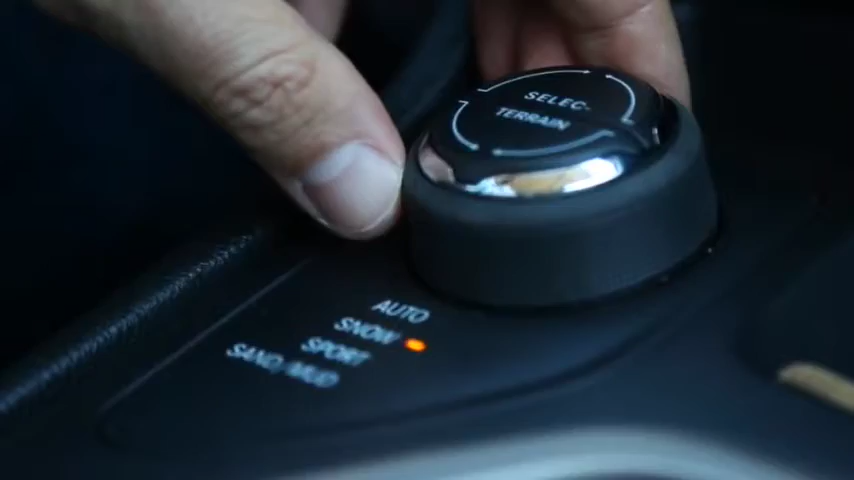 SELEC-
TERRAIN
AUTO
SNOW
SPORT
SAND/MUD